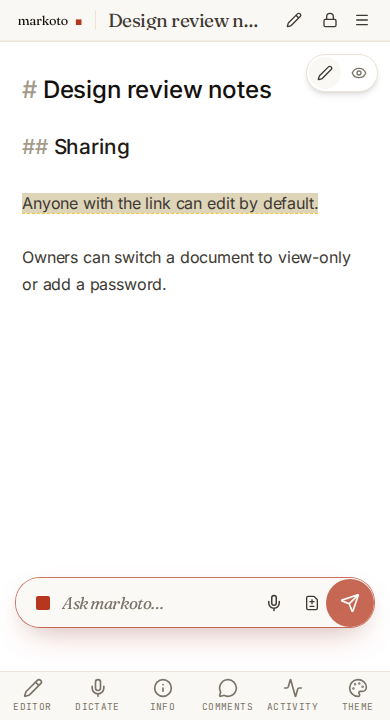 markoto
Design review n...
# Design review notes
## Sharing
Anyone with the link can edit by default.
Owners can switch a document to view-only
or add a password.
Ask markoto...
EDITOR
DICTATE
INFO
COMMENTS
ACTIVITY
THEME